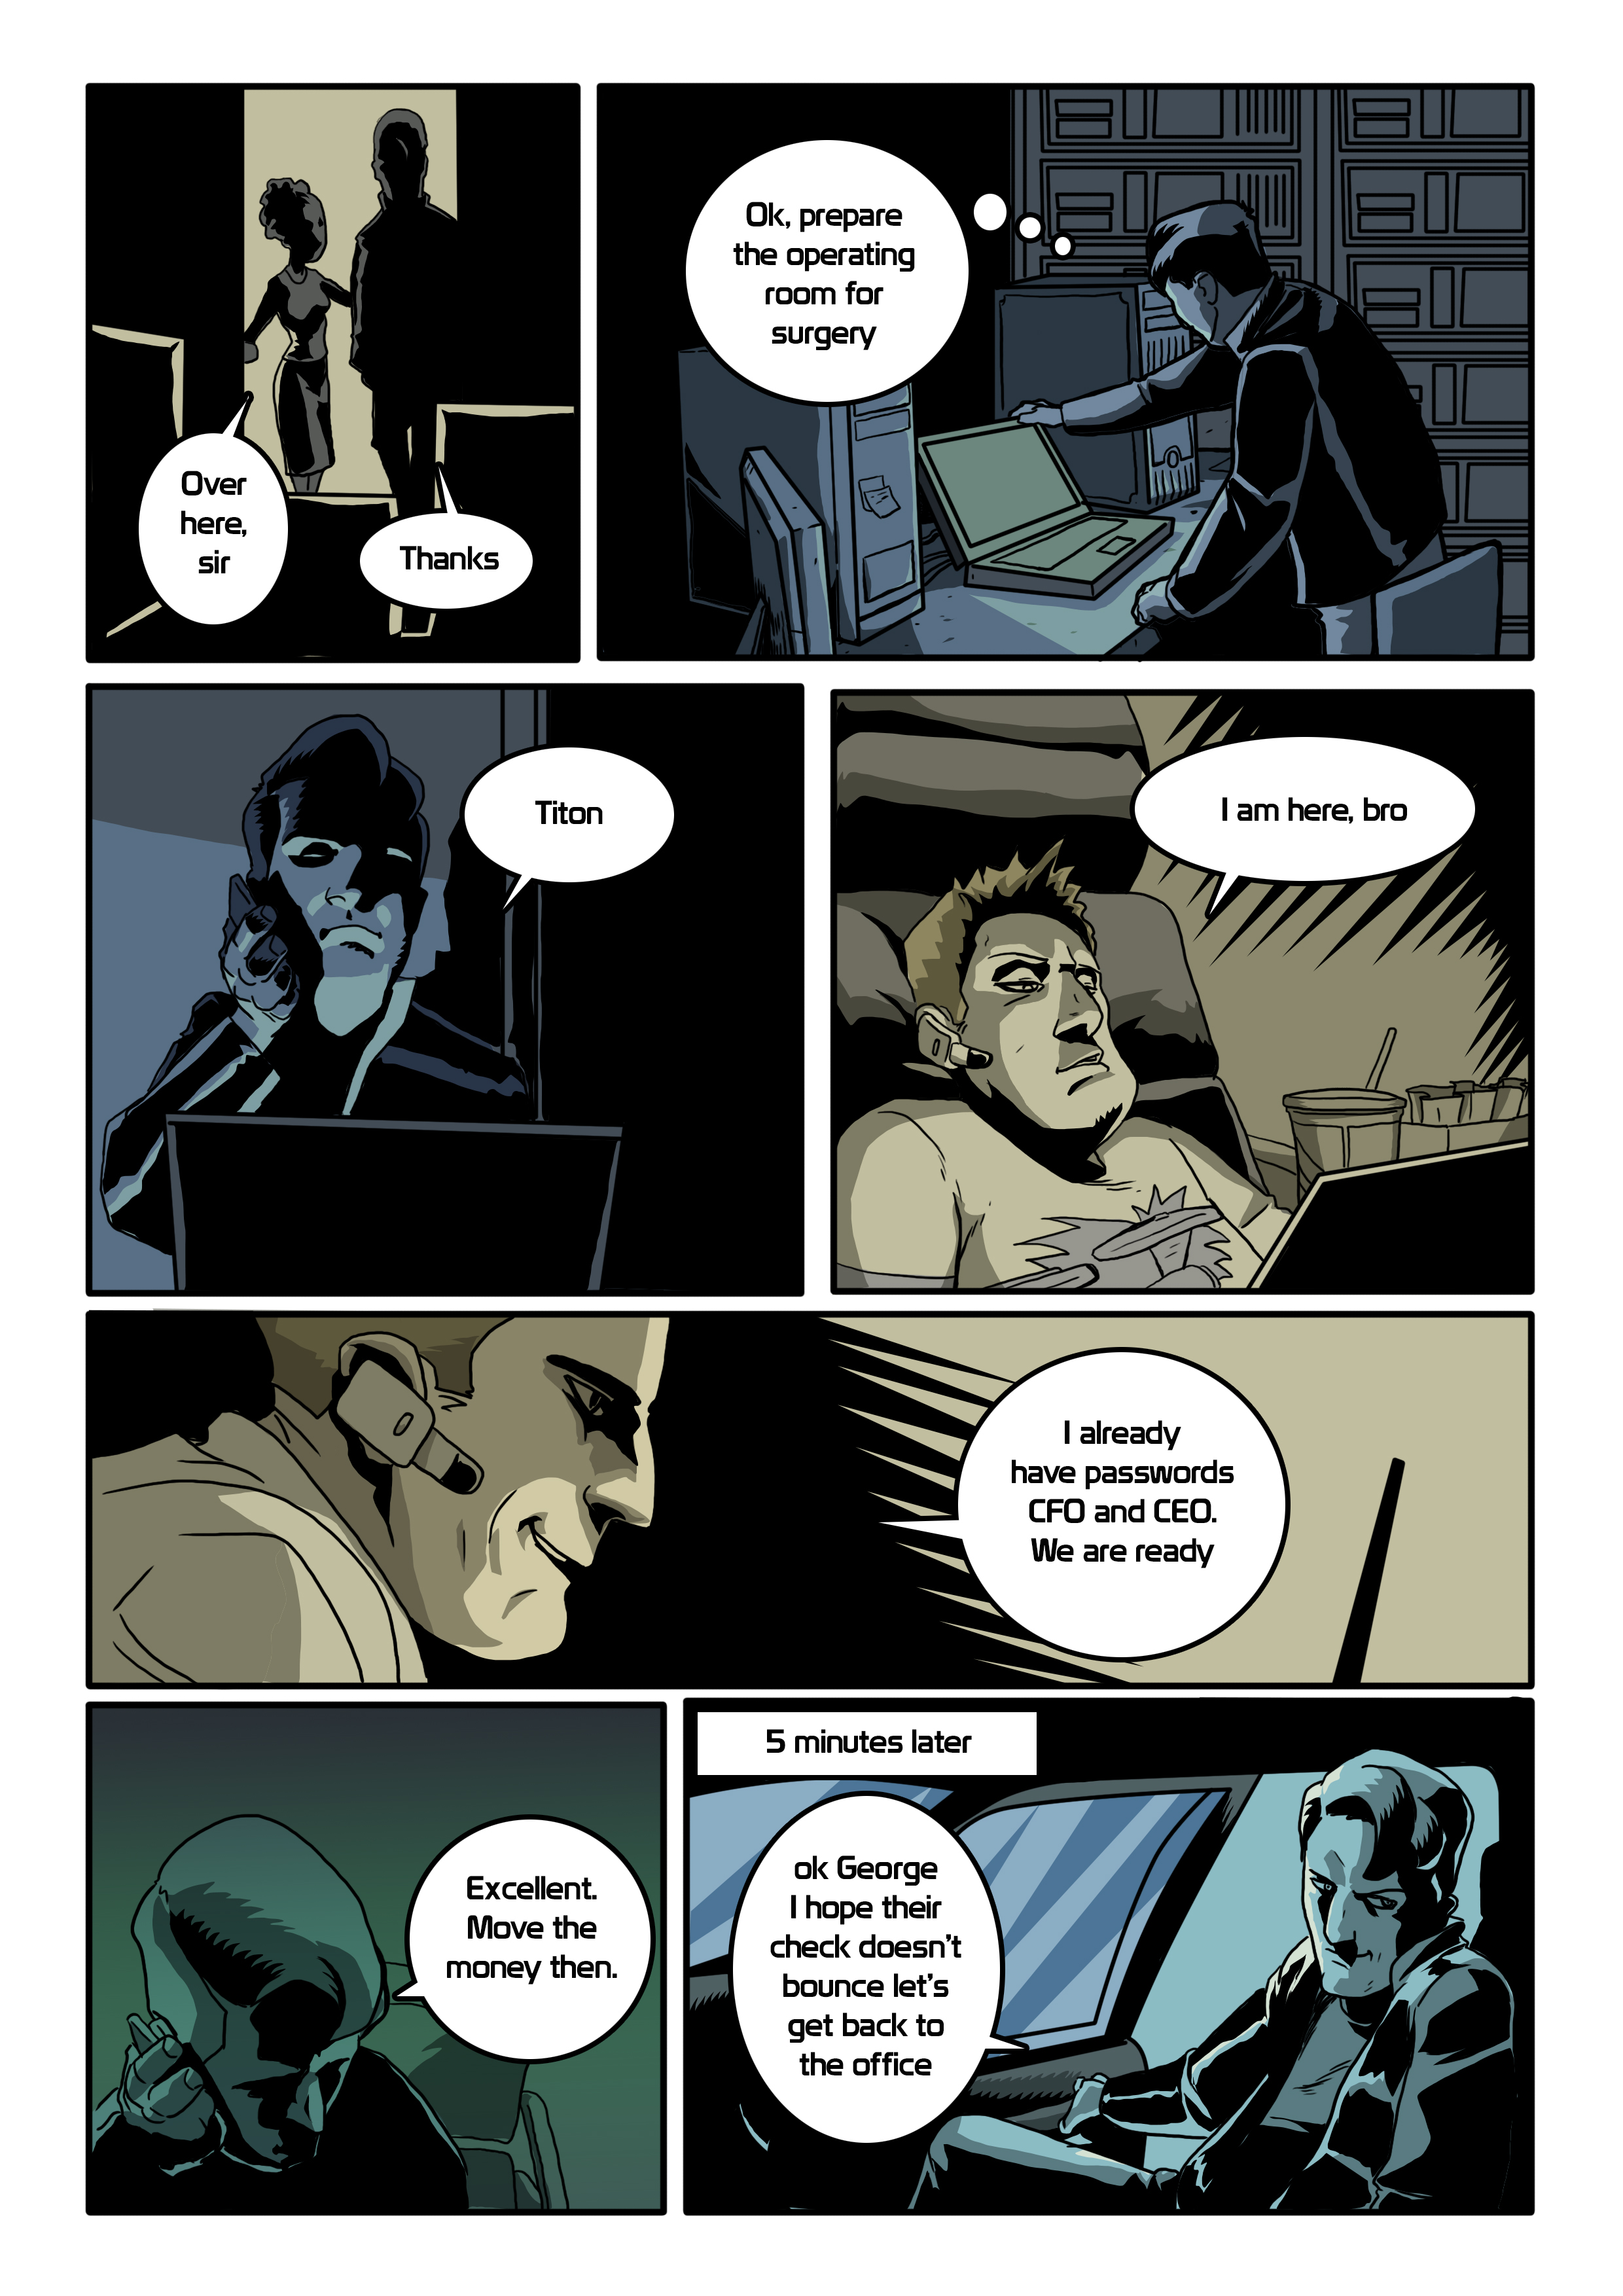 Over
here,
sir
Thanks
Ok, prepare
the operating
room for
surgery
Titon
I am here, bro
I already
have passwords
CFO and CEO.
We are ready
Excellent.
Move the
money then.
5 minutes later
ok George
I hope their
check doesn't
bounce let's
get back to
the office